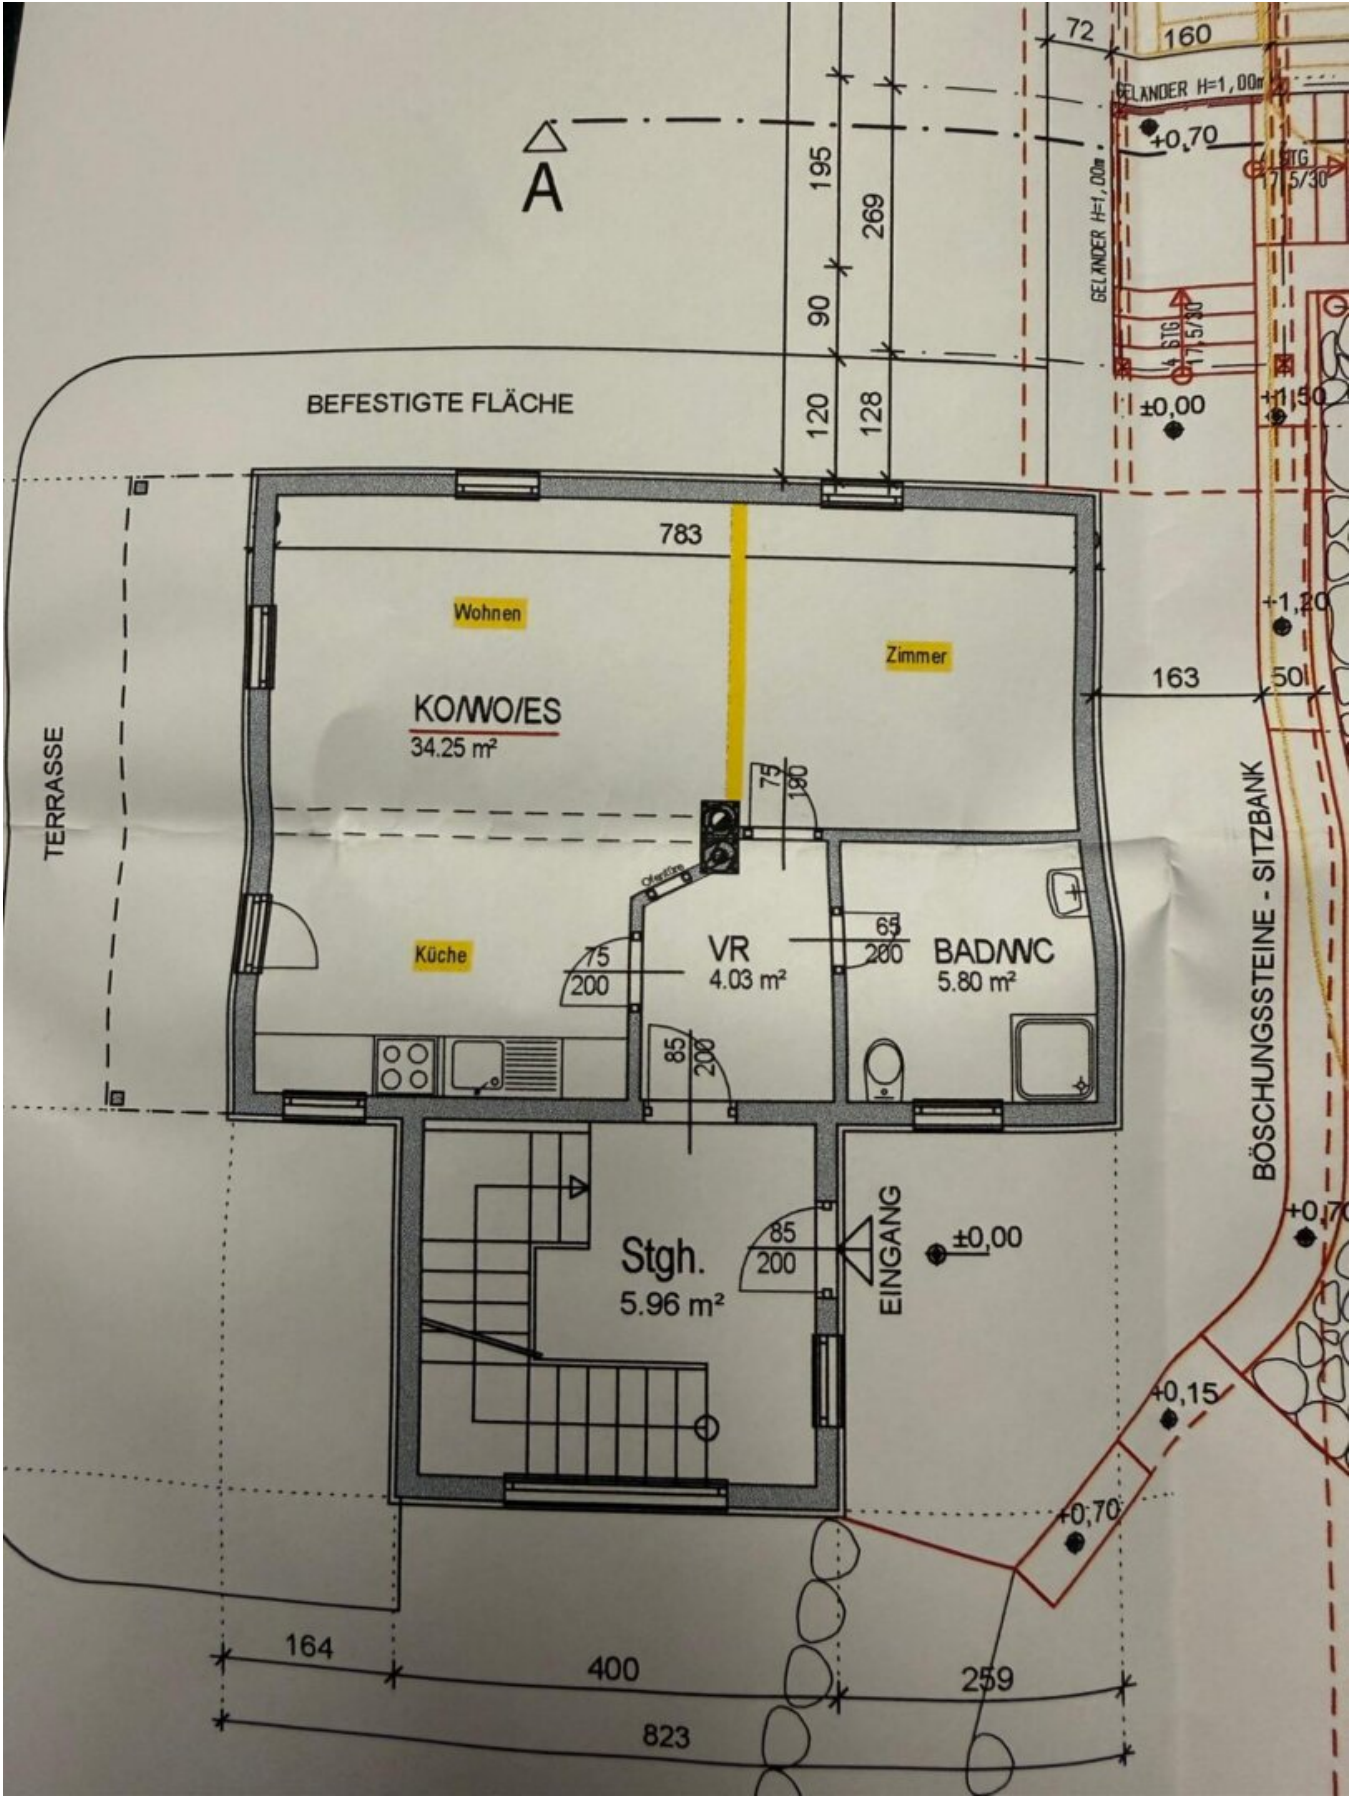 72
160
GELÄNDER H=1,00m
+0,70
A
195
269
GELÄNDER H=1,00m
4 STG
17,5/30
STG
17,5/30
90
±0,00
+1,50
BEFESTIGTE FLÄCHE
120
128
783
Wohnen
Zimmer
+1,20
KO/WO/ES
34.25 m²
163
50
TERRASSE
75
190
Ofentüre
Küche
75
200
VR
4.03 m²
65
200
BAD/WC
5.80 m²
85
200
BÖSCHUNGSSTEINE - SITZBANK
Stgh.
5.96 m²
85
200
EINGANG
±0,00
+0,70
+0,15
+0,70
164
400
259
823